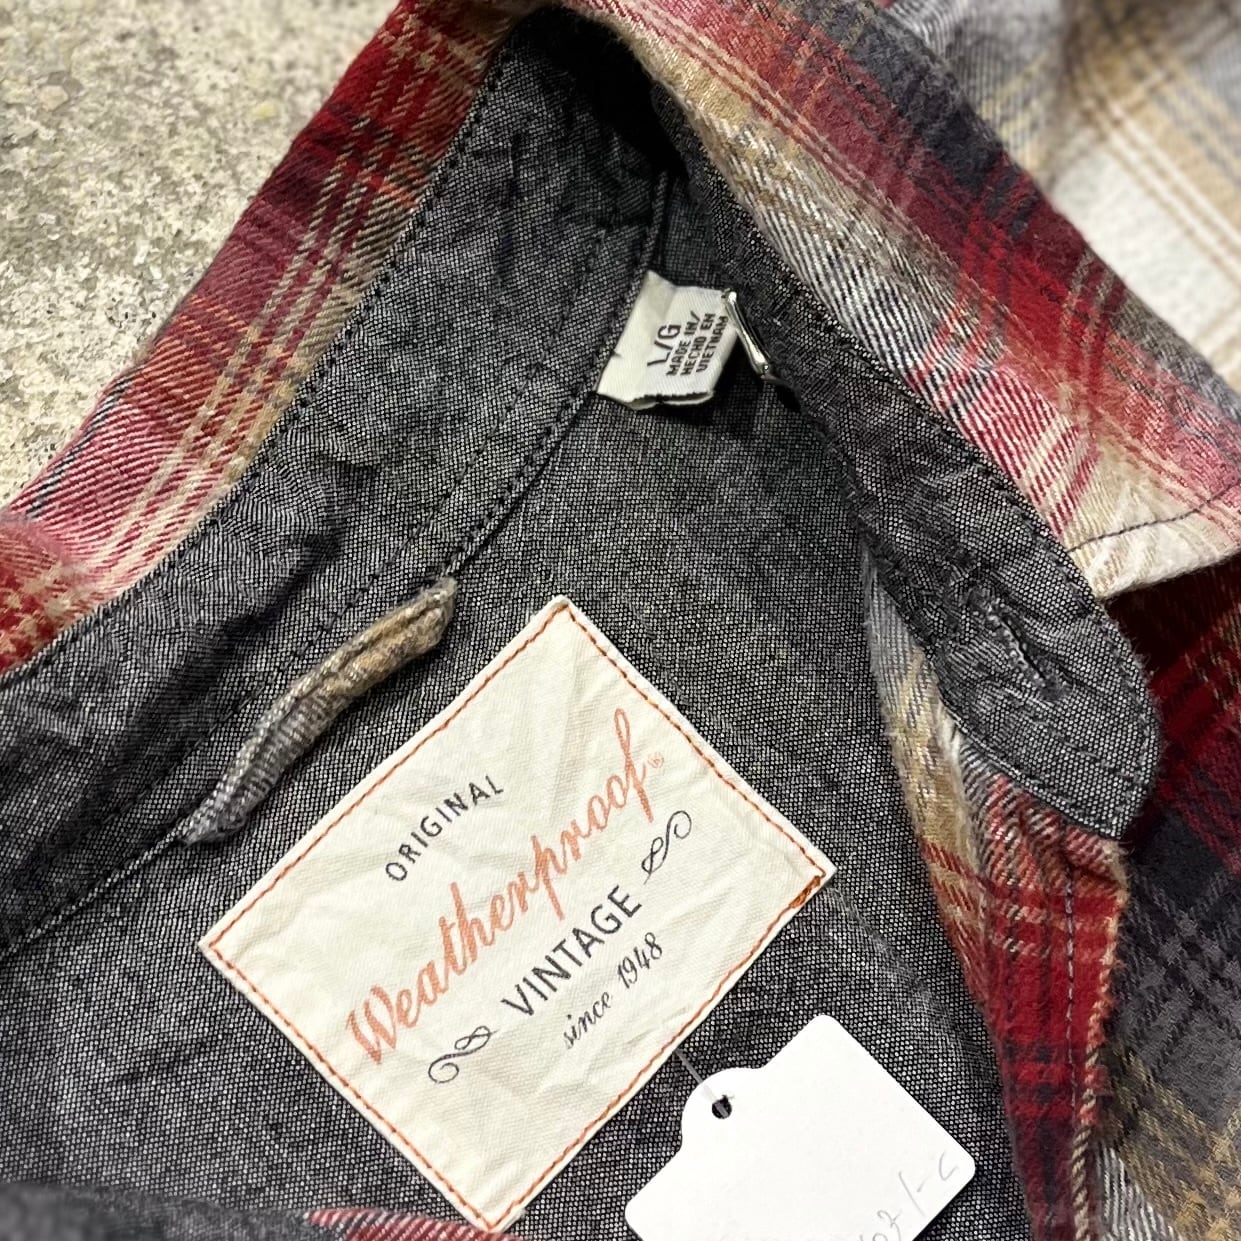 L/G
MADE IN/
HECHO EN
VIETNAM
ORIGINAL
Weatherproof®
VINTAGE
since 1948